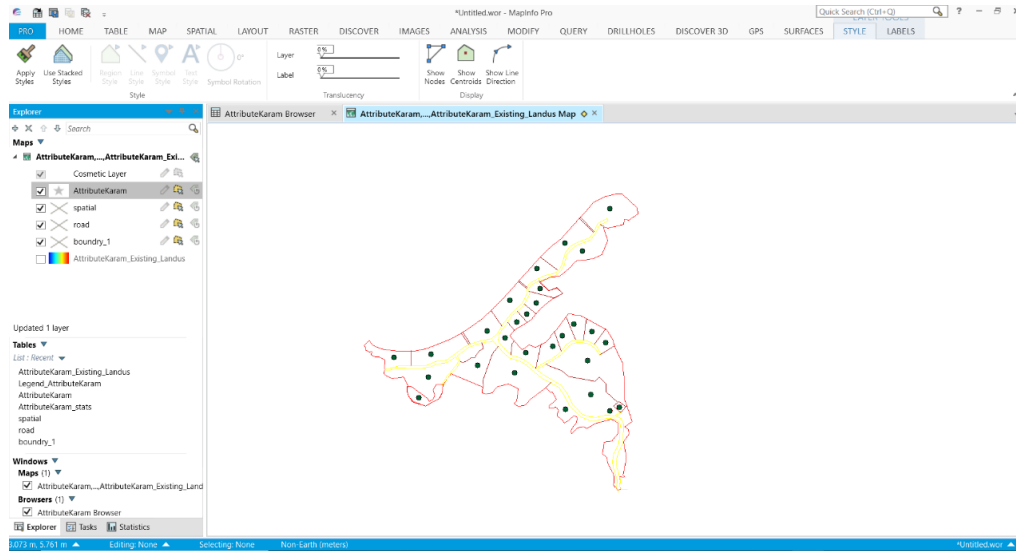 *Untitled.wor - MapInfo Pro
Quick Search (Ctrl+Q)
?
PRO HOME TABLE MAP SPATIAL LAYOUT RASTER DISCOVER IMAGES ANALYSIS MODIFY QUERY DRILLHOLES DISCOVER 3D GPS SURFACES STYLE LABELS
Layer 0%
Label 0%
Apply Styles
Use Stacked Styles
Region Style
Line Style
Symbol Style
Text Style
Symbol Rotation
0°
Show Nodes
Show Centroids
Show Line Direction
Style
Translucency
Display
Explorer
Search
Maps
AttributeKaram,...,AttributeKaram_Exi...
Cosmetic Layer
AttributeKaram
spatial
road
boundry_1
AttributeKaram_Existing_Landus
Updated 1 layer
Tables
List : Recent
AttributeKaram_Existing_Landus
Legend_AttributeKaram
AttributeKaram
AttributeKaram_stats
spatial
road
boundry_1
Windows
Maps (1)
AttributeKaram,...,AttributeKaram_Existing_Land
Browsers (1)
AttributeKaram Browser
Explorer Tasks Statistics
AttributeKaram Browser ×
AttributeKaram,...,AttributeKaram_Existing_Landus Map ×
3.073 m, 5.761 m Editing: None Selecting: None Non-Earth (meters) *Untitled.wor